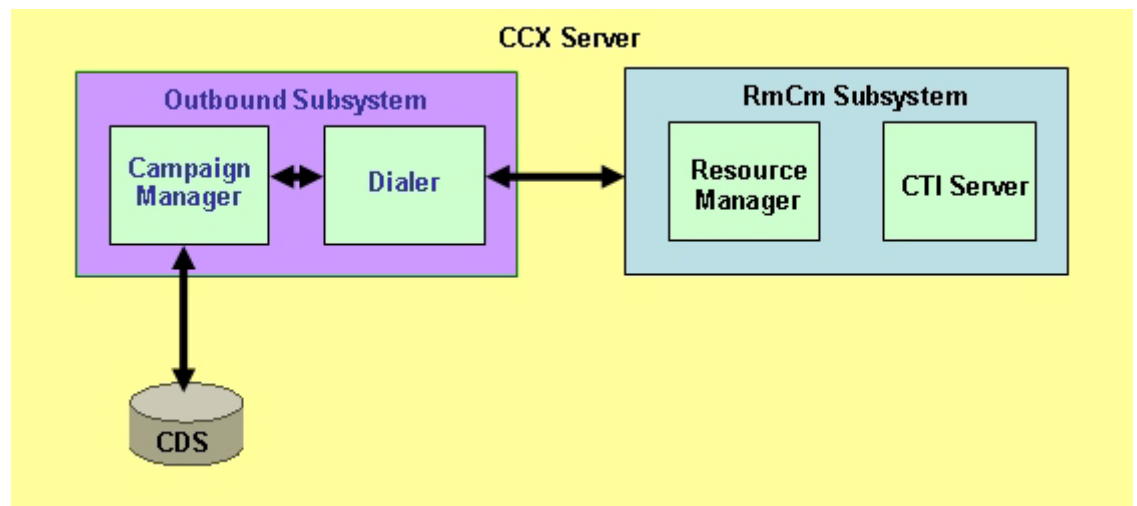 CCX Server
Outbound Subsystem
Campaign
Manager
Dialer
RmCm Subsystem
Resource
Manager
CTI Server
CDS